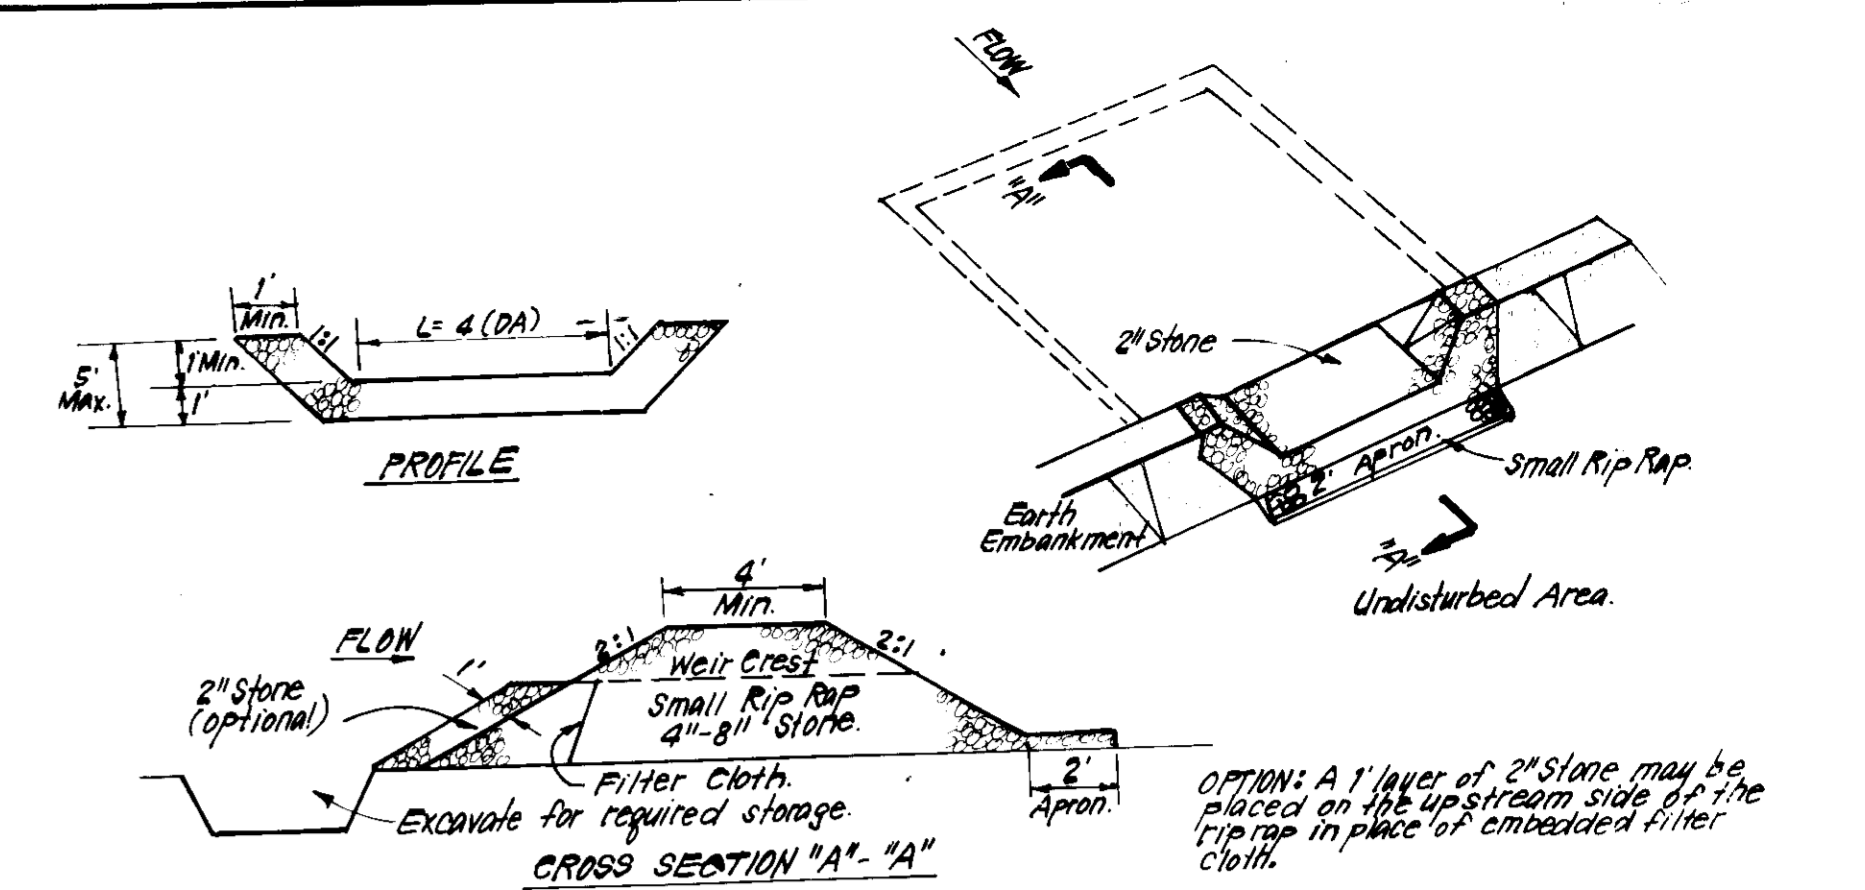 FLOW
"A"
1'
Min.
1:1
L= 4 (DA)
1:1
5'
Max.
1' Min.
1'
PROFILE
2" Stone
2' Apron.
Small Rip Rap.
Earth
Embankment
"A"
Undisturbed Area.
4'
Min.
FLOW
1'
2:1
2:1
Weir Crest
2" Stone
(optional)
Small Rip Rap
4"-8" Stone.
Filter Cloth.
Excavate for required storage.
2'
Apron.
CROSS SECTION "A"- "A"
OPTION: A 1' layer of 2" Stone may be
placed on the upstream side of the
rip rap in place of embedded filter
cloth.